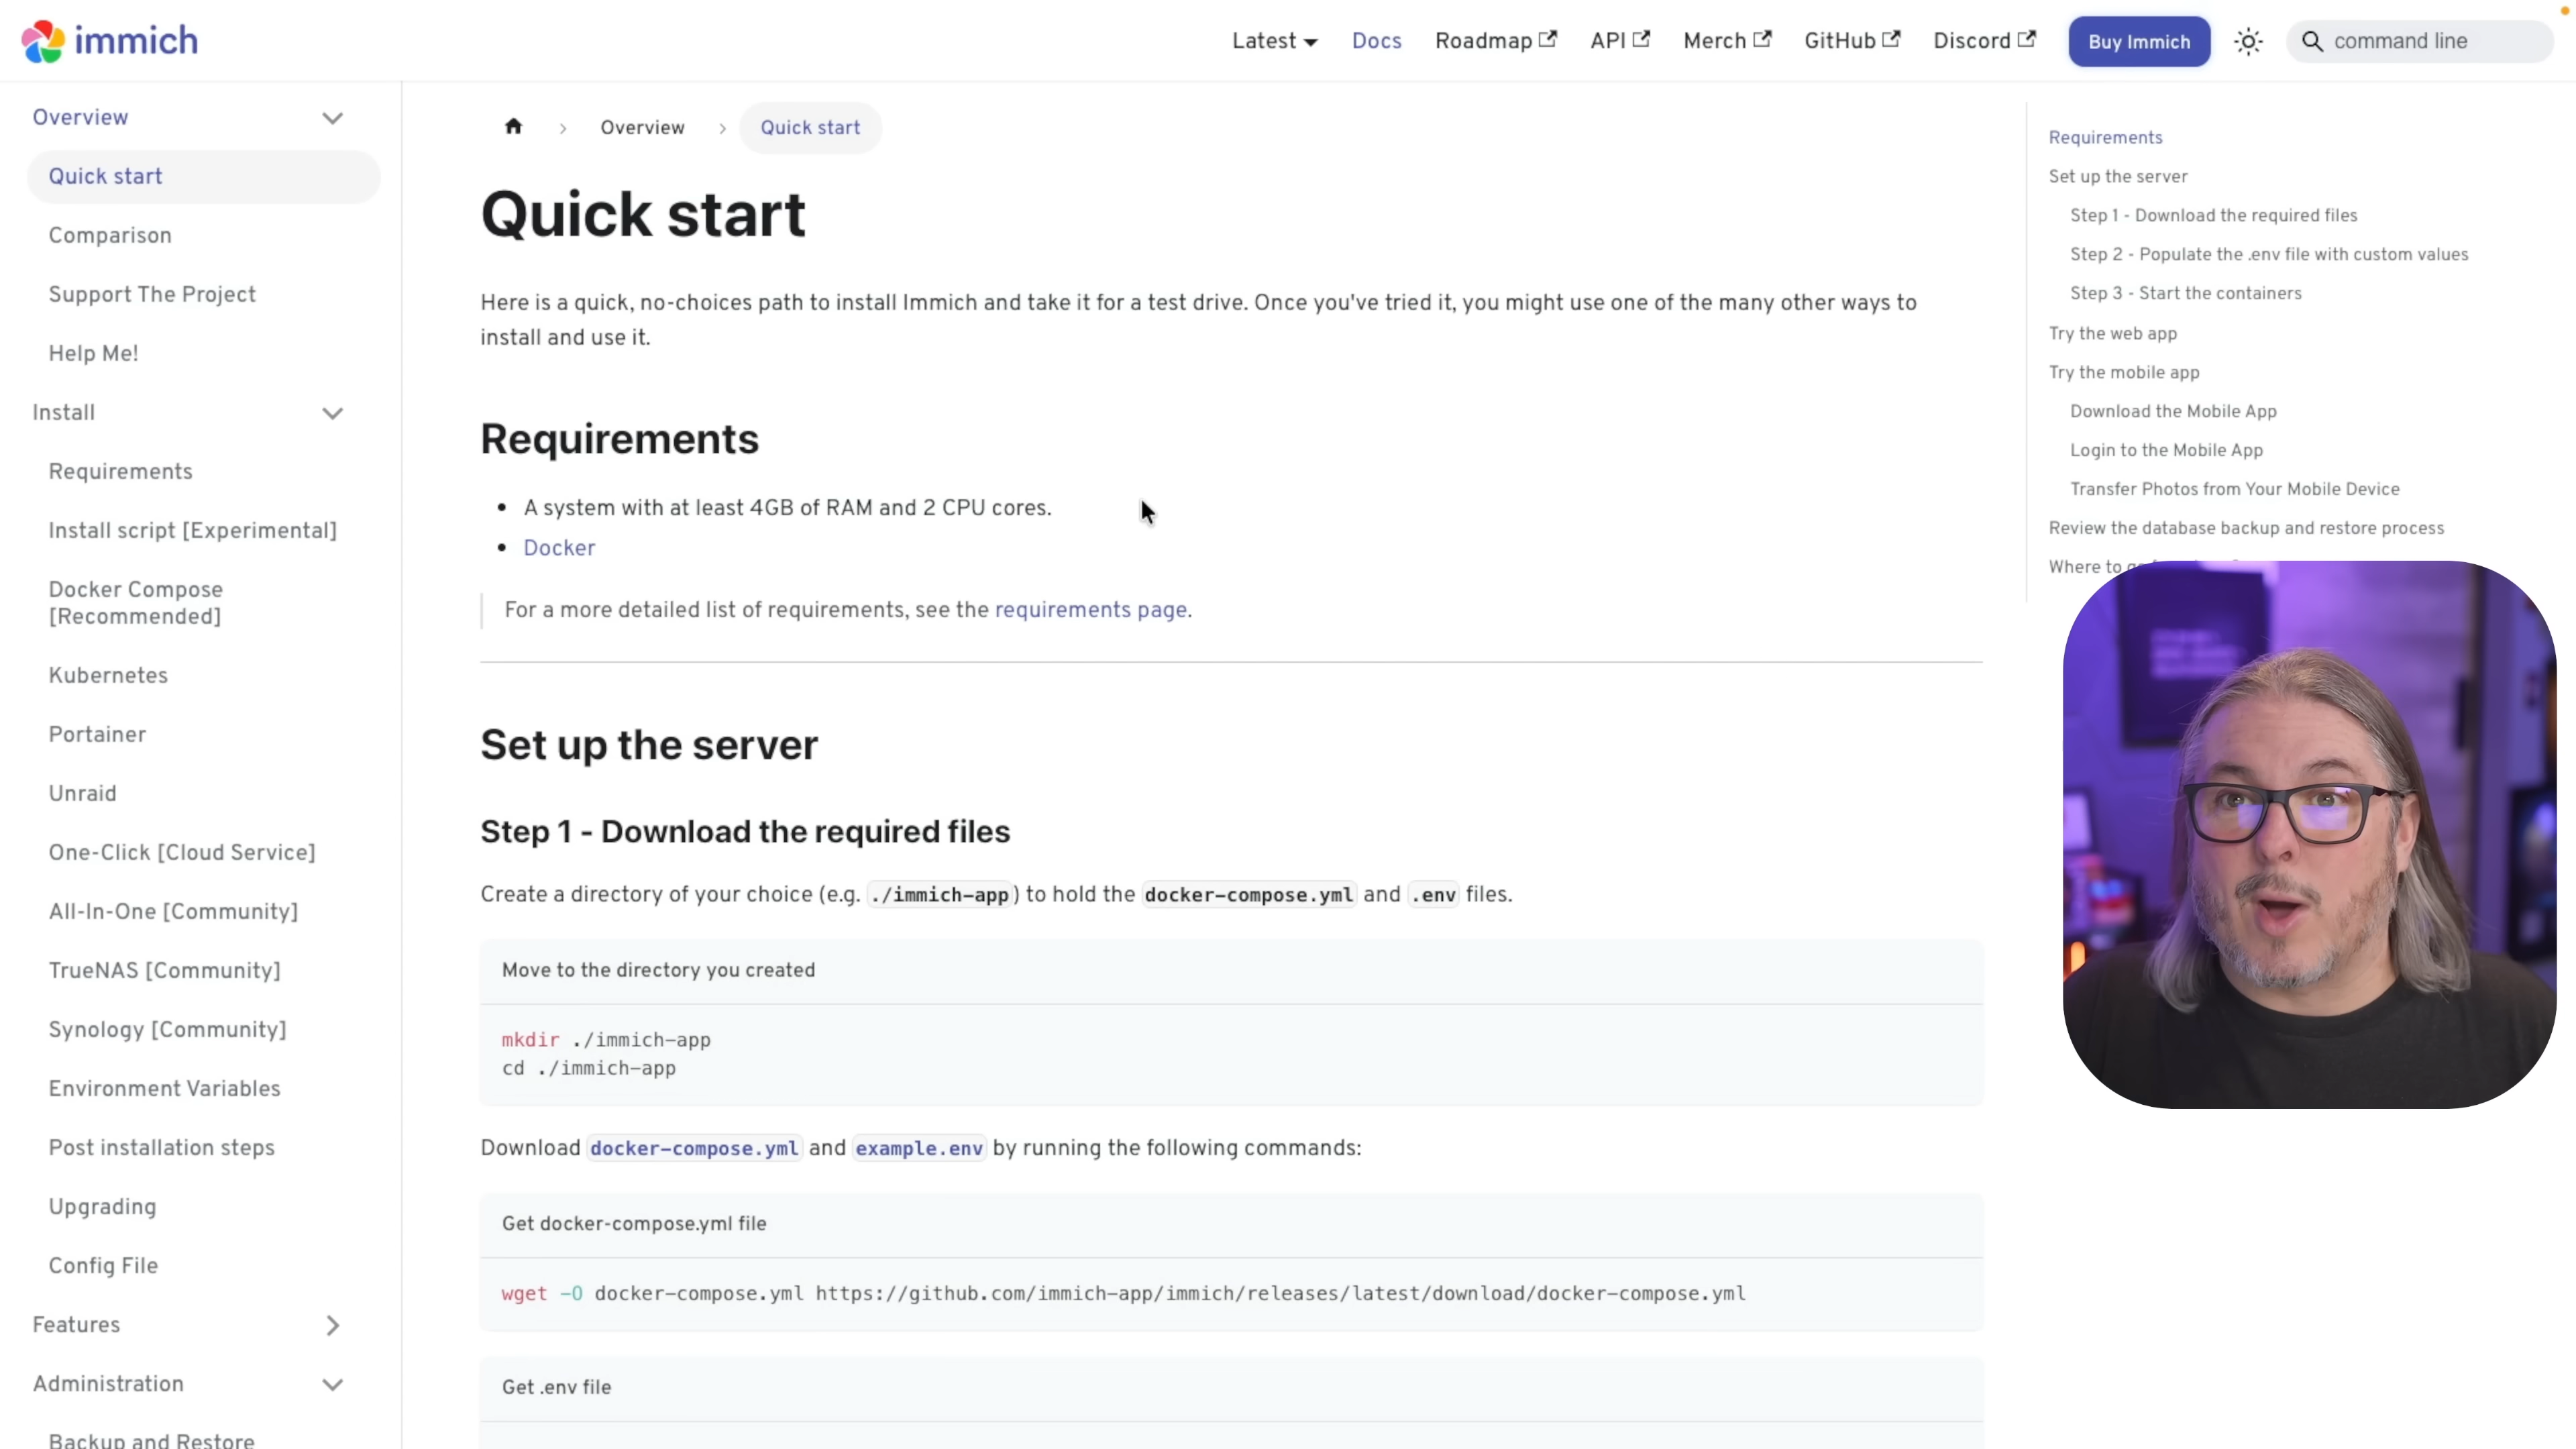 immich
Latest
Docs
Roadmap
API
Merch
GitHub
Discord
Buy Immich
command line
Overview
Quick start
Comparison
Support The Project
Help Me!
Install
Requirements
Install script [Experimental]
Docker Compose
[Recommended]
Kubernetes
Portainer
Unraid
One-Click [Cloud Service]
All-In-One [Community]
TrueNAS [Community]
Synology [Community]
Environment Variables
Post installation steps
Upgrading
Config File
Features
Administration
Backup and Restore
Overview
Quick start
Quick start
Here is a quick, no-choices path to install Immich and take it for a test drive. Once you've tried it, you might use one of the many other ways to
install and use it.
Requirements
• A system with at least 4GB of RAM and 2 CPU cores.
• Docker
For a more detailed list of requirements, see the requirements page.
Set up the server
Step 1 - Download the required files
Create a directory of your choice (e.g. ./immich-app) to hold the docker-compose.yml and .env files.
Move to the directory you created
mkdir ./immich-app
cd ./immich-app
Download docker-compose.yml and example.env by running the following commands:
Get docker-compose.yml file
wget -O docker-compose.yml https://github.com/immich-app/immich/releases/latest/download/docker-compose.yml
Get .env file
Requirements
Set up the server
Step 1 - Download the required files
Step 2 - Populate the .env file with custom values
Step 3 - Start the containers
Try the web app
Try the mobile app
Download the Mobile App
Login to the Mobile App
Transfer Photos from Your Mobile Device
Review the database backup and restore process
Where to